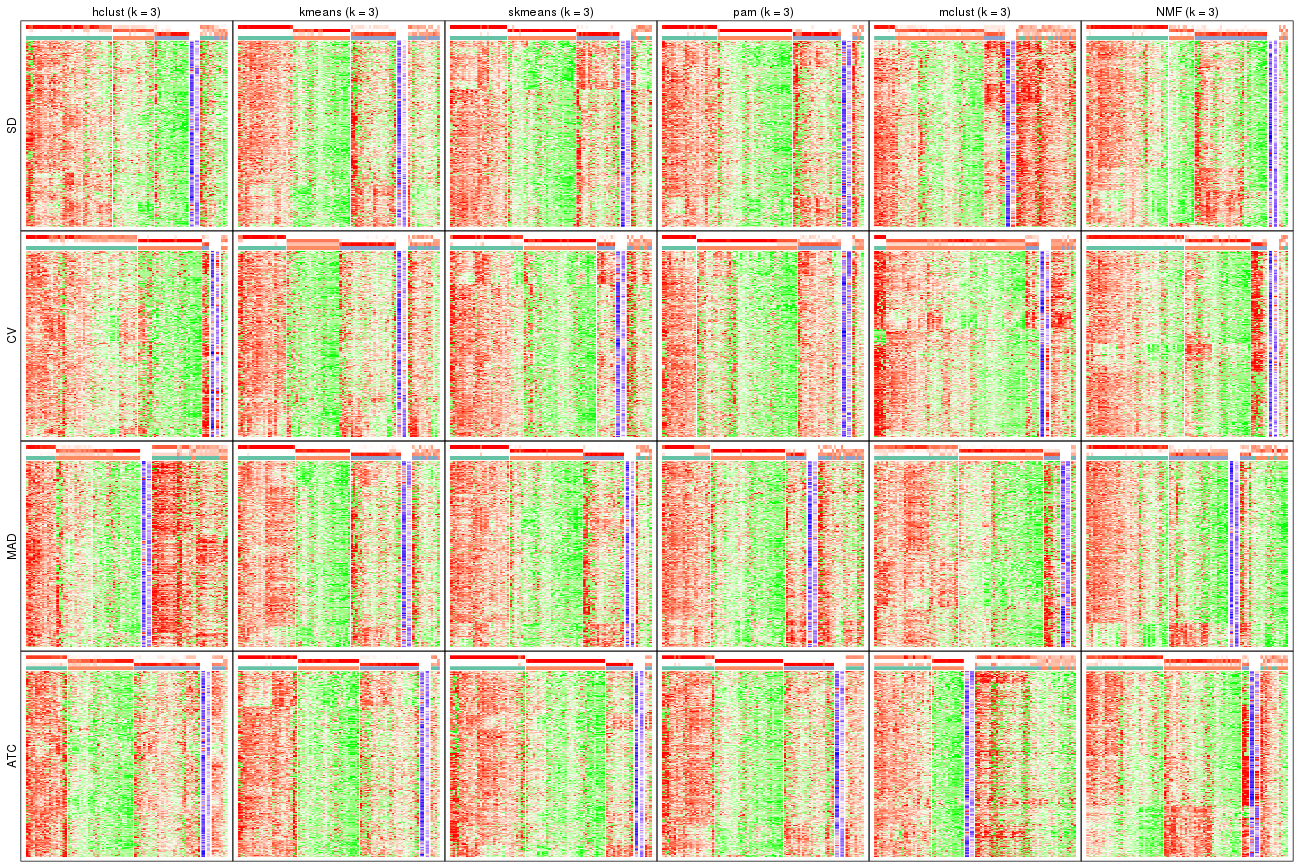 hclust (k = 3) kmeans (k = 3) skmeans (k = 3) pam (k = 3) mclust (k = 3) NMF (k = 3)
SD
CV
MAD
ATC